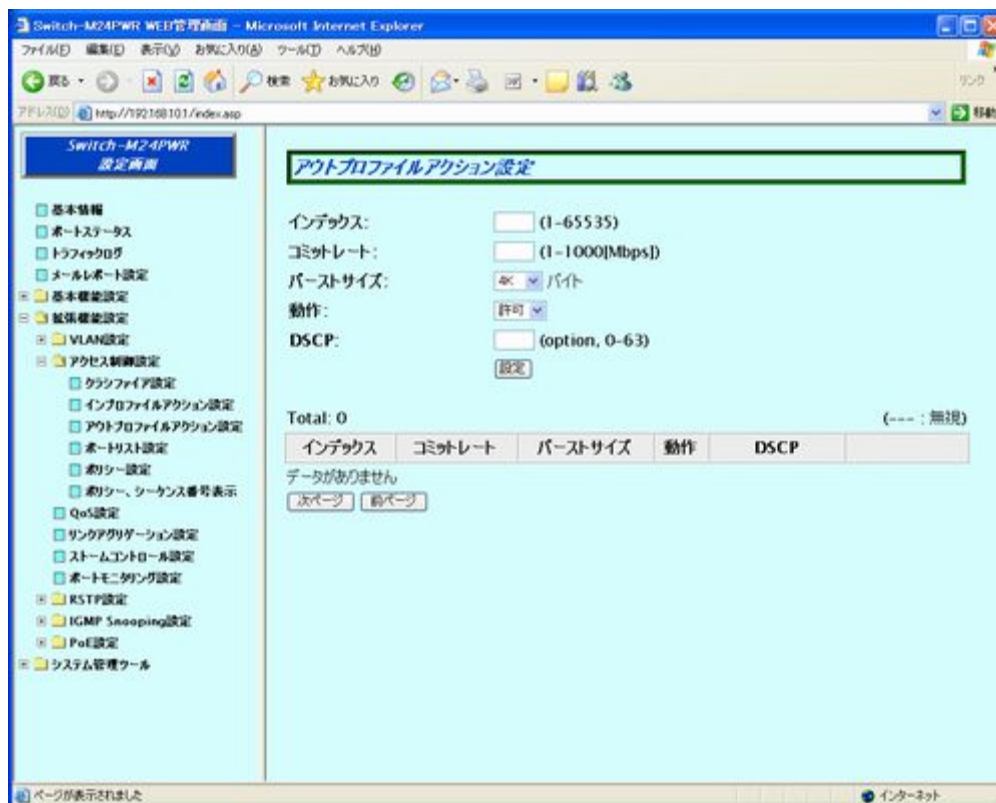 Switch-M24PWR WEB管理画面 - Microsoft Internet Explorer
ファイル(F) 編集(E) 表示(V) お気に入り(A) ツール(T) ヘルプ(H)
戻る 検索 お気に入り リンク
アドレス(D) http://192.168.10.1/index.asp 移動
Switch-M24PWR
設定画面
基本情報
ポートステータス
トラフィックログ
メールレポート設定
基本機能設定
拡張機能設定
VLAN設定
アクセス制御設定
クラシファイア設定
インプロファイルアクション設定
アウトプロファイルアクション設定
ポートリスト設定
ポリシー設定
ポリシー、シーケンス番号表示
QoS設定
リンクアグリゲーション設定
ストームコントロール設定
ポートモニタリング設定
RSTP設定
IGMP Snooping設定
PoE設定
システム管理ツール
アウトプロファイルアクション設定
インデックス: (1-65535)
コミットレート: (1-1000[Mbps])
バーストサイズ: 4K バイト
動作: 許可
DSCP: (option, 0-63)
設定
Total: 0 (--- : 無視)
インデックス コミットレート バーストサイズ 動作 DSCP
データがありません
次ページ 前ページ
ページが表示されました インターネット